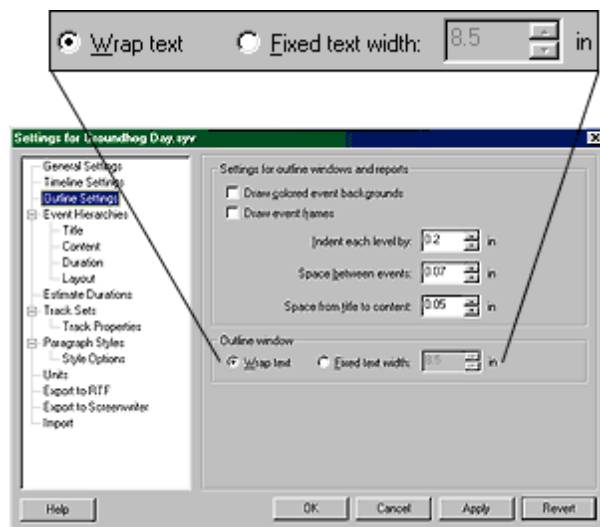 Wrap text Fixed text width: 8.5 in
Settings for Groundhog Day.syv
General Settings
Timeline Settings
Outline Settings
Event Hierarchies
Title
Content
Duration
Layout
Estimate Durations
Track Sets
Track Properties
Paragraph Styles
Style Options
Units
Export to RTF
Export to Screenwriter
Import
Settings for outline windows and reports
Draw colored event backgrounds
Draw event frames
Indent each level by: 0.2 in
Space between events: 0.07 in
Space from title to content: 0.05 in
Outline window
Wrap text Fixed text width: 8.5 in
Help OK Cancel Apply Revert